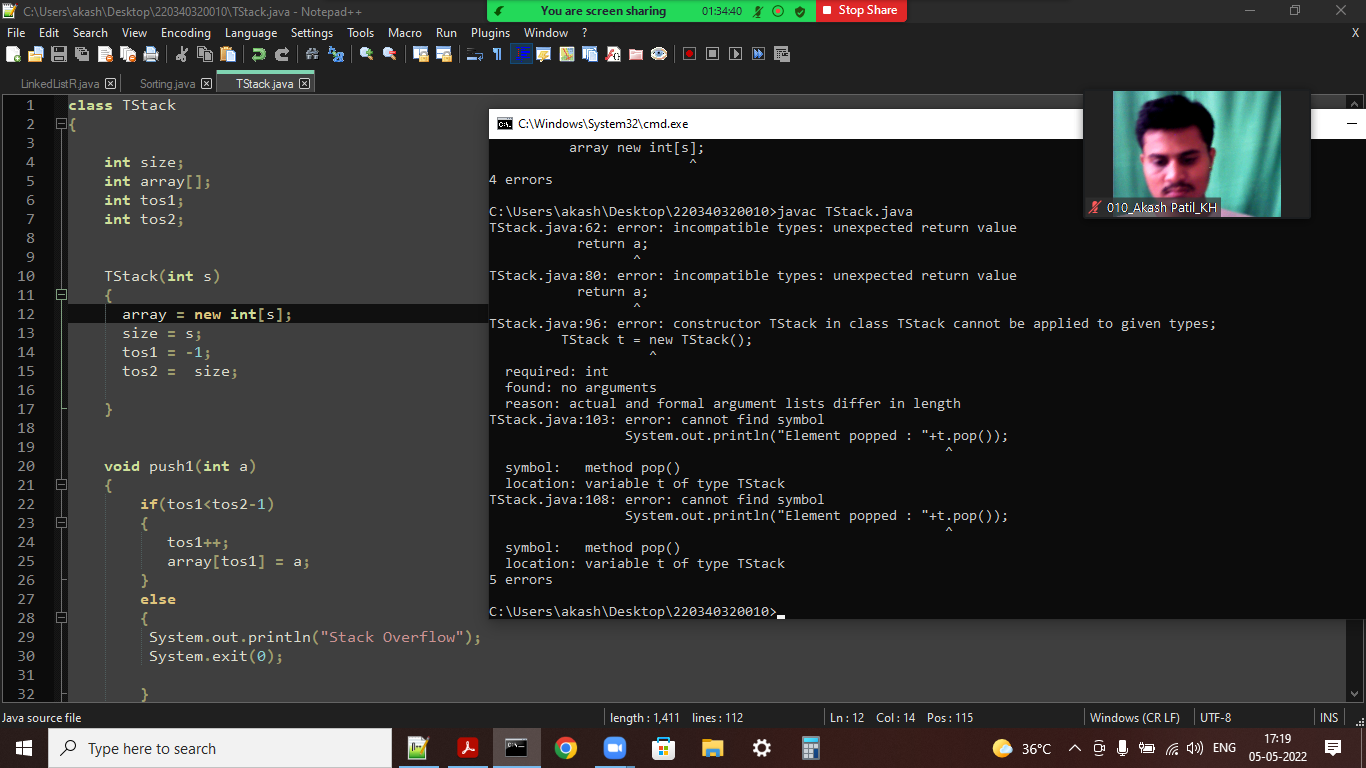 C:\Users\akash\Desktop\220340320010\TStack.java - Notepad++
You are screen sharing 01:34:40 Stop Share
File Edit Search View Encoding Language Settings Tools Macro Run Plugins Window ? X
LinkedListR.java Sorting.java TStack.java
1 class TStack
2 {
3
4 int size;
5 int array[];
6 int tos1;
7 int tos2;
8
9
10 TStack(int s)
11 {
12 array = new int[s];
13 size = s;
14 tos1 = -1;
15 tos2 =  size;
16
17 }
18
19
20 void push1(int a)
21 {
22 if(tos1<tos2-1)
23 {
24 tos1++;
25 array[tos1] = a;
26 }
27 else
28 {
29 System.out.println("Stack Overflow");
30 System.exit(0);
31
32 }
C:\Windows\System32\cmd.exe
array new int[s];
^
4 errors
C:\Users\akash\Desktop\220340320010>javac TStack.java
TStack.java:62: error: incompatible types: unexpected return value
return a;
^
TStack.java:80: error: incompatible types: unexpected return value
return a;
^
TStack.java:96: error: constructor TStack in class TStack cannot be applied to given types;
TStack t = new TStack();
^
required: int
found: no arguments
reason: actual and formal argument lists differ in length
TStack.java:103: error: cannot find symbol
System.out.println("Element popped : "+t.pop());
^
symbol:   method pop()
location: variable t of type TStack
TStack.java:108: error: cannot find symbol
System.out.println("Element popped : "+t.pop());
^
symbol:   method pop()
location: variable t of type TStack
5 errors
C:\Users\akash\Desktop\220340320010>
010_Akash Patil_KH
Java source file length : 1,411 lines : 112 Ln : 12 Col : 14 Pos : 115 Windows (CR LF) UTF-8 INS
Type here to search 36°C ENG 17:19
05-05-2022